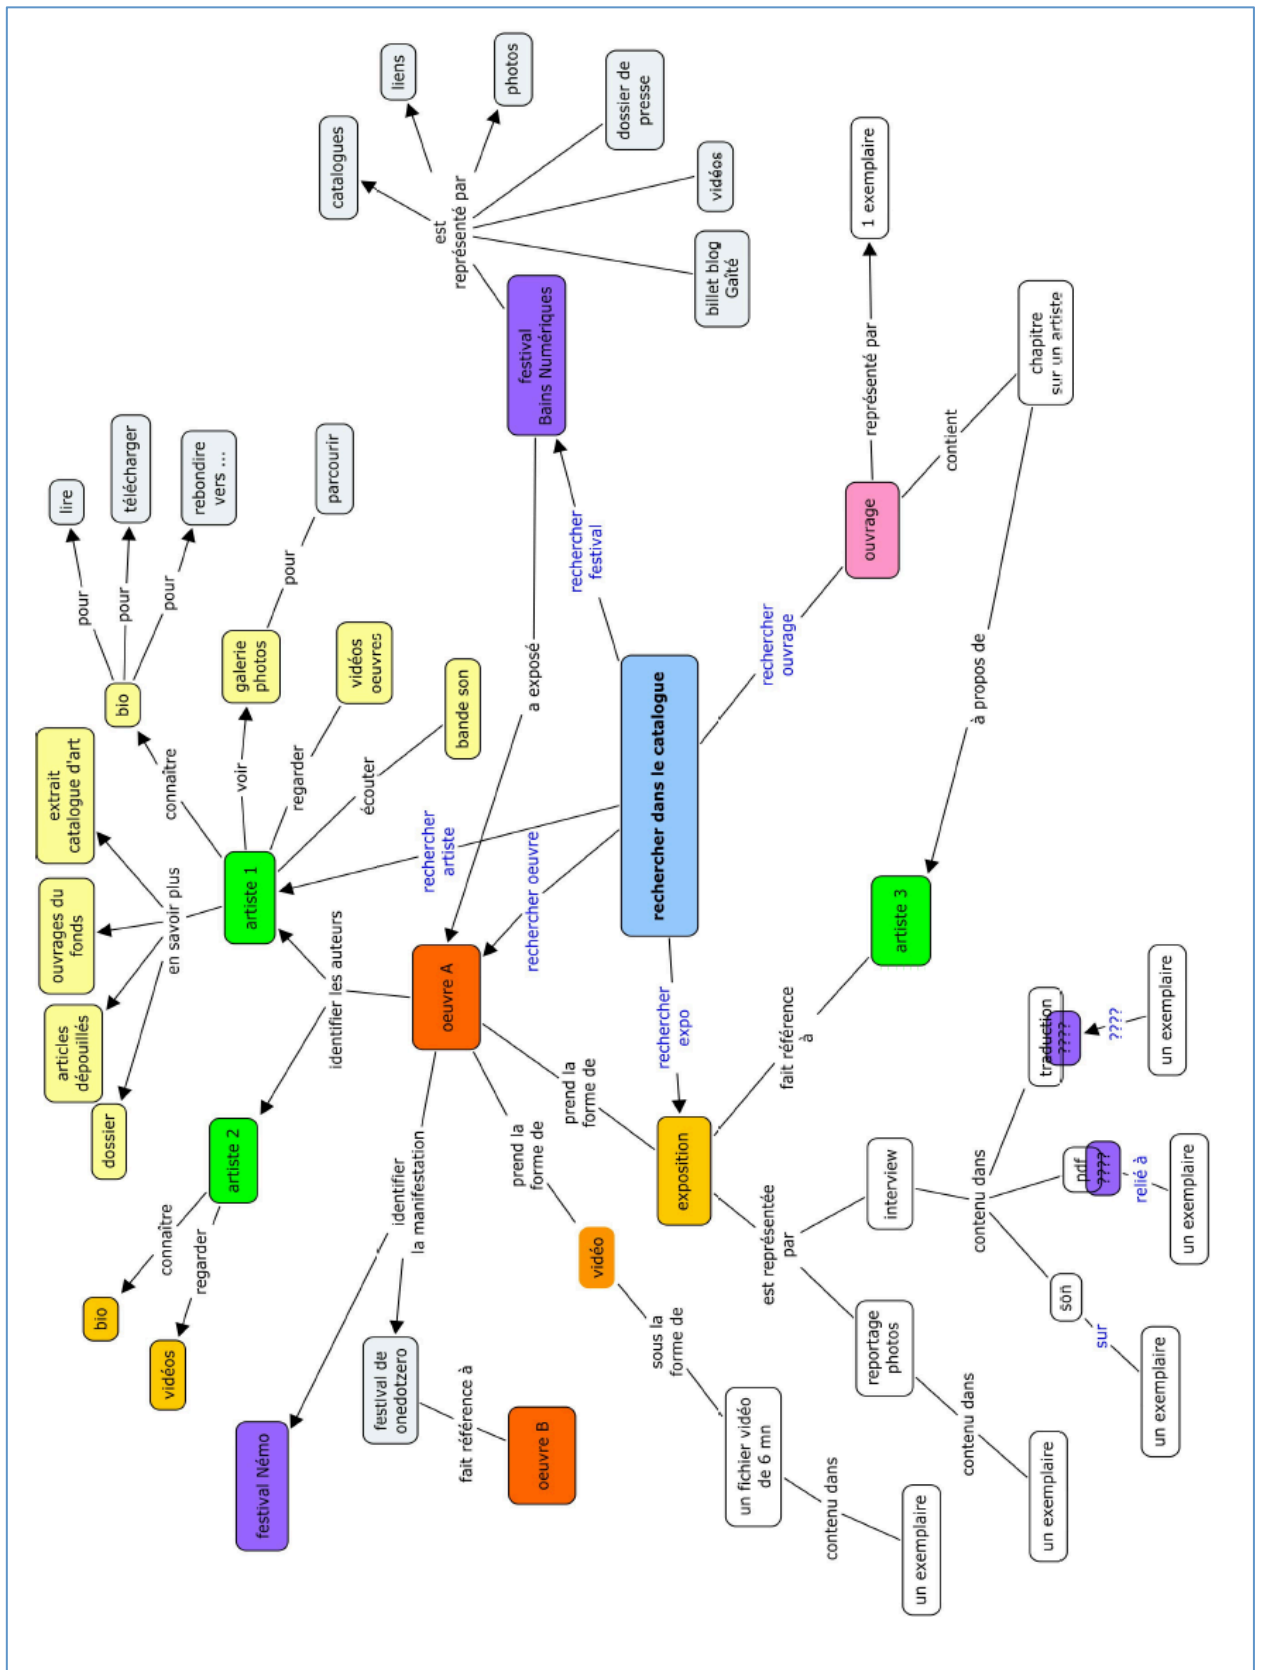 dossier
articles
dépouillés
ouvrages du
fonds
extrait
catalogue d'art
en savoir plus
bio
connaître
pour
lire
pour
télécharger
pour
rebondire
vers ...
voir
galerie
photos
pour
parcourir
regarder
vidéos
oeuvres
écouter
bande son
artiste 1
identifier les auteurs
artiste 2
connaître
bio
regarder
vidéos
oeuvre A
identifier
la manifestation
festival Némo
festival de
onedotzero
fait référence à
oeuvre B
prend la
forme de
vidéo
sous la
forme de
un fichier vidéo
de 6 mn
contenu dans
un exemplaire
prend la
forme de
rechercher
artiste
rechercher oeuvre
a exposé
rechercher
festival
festival
Bains Numériques
est
représenté par
catalogues
liens
photos
dossier de
presse
vidéos
billet blog
Gaîté
rechercher dans le catalogue
rechercher
ouvrage
ouvrage
représenté par
1 exemplaire
contient
chapitre
sur un artiste
à propos de
artiste 3
fait référence
à
rechercher
expo
exposition
est représentée
par
reportage
photos
contenu dans
un exemplaire
interview
contenu dans
son
sur
un exemplaire
pdf
????
relié à
un exemplaire
traduction
????
????
un exemplaire